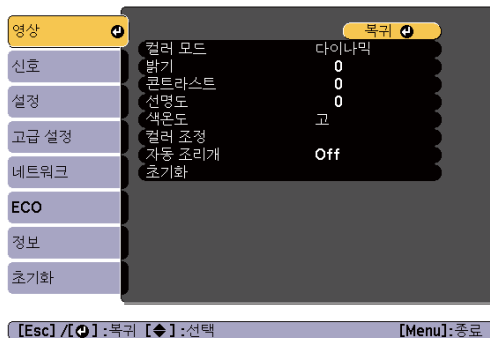 영상
신호
설정
고급 설정
네트워크
ECO
정보
초기화
복귀
컬러 모드 다이나믹
밝기 0
콘트라스트 0
선명도 0
색온도 고
컬러 조정
자동 조리개 Off
초기화
[Esc] /[ ] :복귀 [ ] :선택 [Menu]:종료